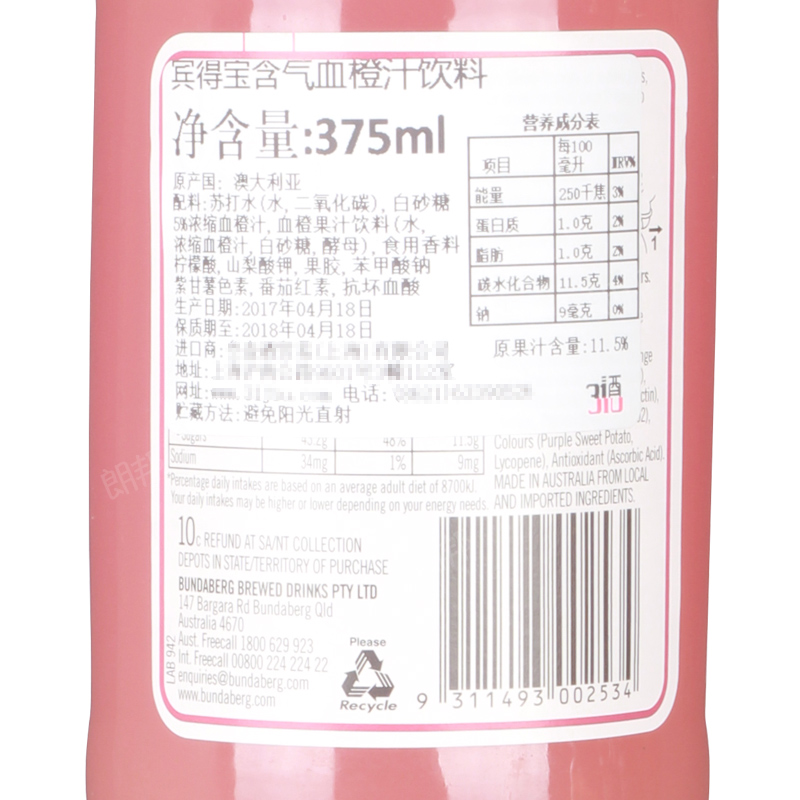 宾得宝含气血橙汁饮料
净含量:375ml
原产国: 澳大利亚
配料:苏打水(水, 二氧化碳), 白砂糖
5%浓缩血橙汁, 血橙果汁饮料(水,
浓缩血橙汁, 白砂糖, 酵母), 食用香料
柠檬酸, 山梨酸钾, 果胶, 苯甲酸钠
紫甘薯色素, 番茄红素, 抗坏血酸
生产日期:2017年04月18日
保质期至:2018年04月18日
进口商:
地址:
网址: 电话:
贮藏方法:避免阳光直射
营养成分表
项目 每100毫升 NRV%
能量 250千焦 3%
蛋白质 1.0克 2%
脂肪 1.0克 2%
碳水化合物 11.5克 4%
钠 9毫克 0%
原果汁含量:11.5%
酒
1
- Sugars 43.2g 48% 11.5g
Sodium 34mg 1% 9mg
*Percentage daily intakes are based on an average adult diet of 8700kJ.
Your daily intakes may be higher or lower depending on your energy needs.
Colours (Purple Sweet Potato,
Lycopene), Antioxidant (Ascorbic Acid).
MADE IN AUSTRALIA FROM LOCAL
AND IMPORTED INGREDIENTS.
10c REFUND AT SA/NT COLLECTION
DEPOTS IN STATE/TERRITORY OF PURCHASE
BUNDABERG BREWED DRINKS PTY LTD
147 Bargara Rd Bundaberg Qld
Australia 4670
Aust. Freecall 1800 629 923
Int. Freecall 00800 224 224 22
enquiries@bundaberg.com
www.bundaberg.com
LAB 942
Please
Recycle
9 311493 002534